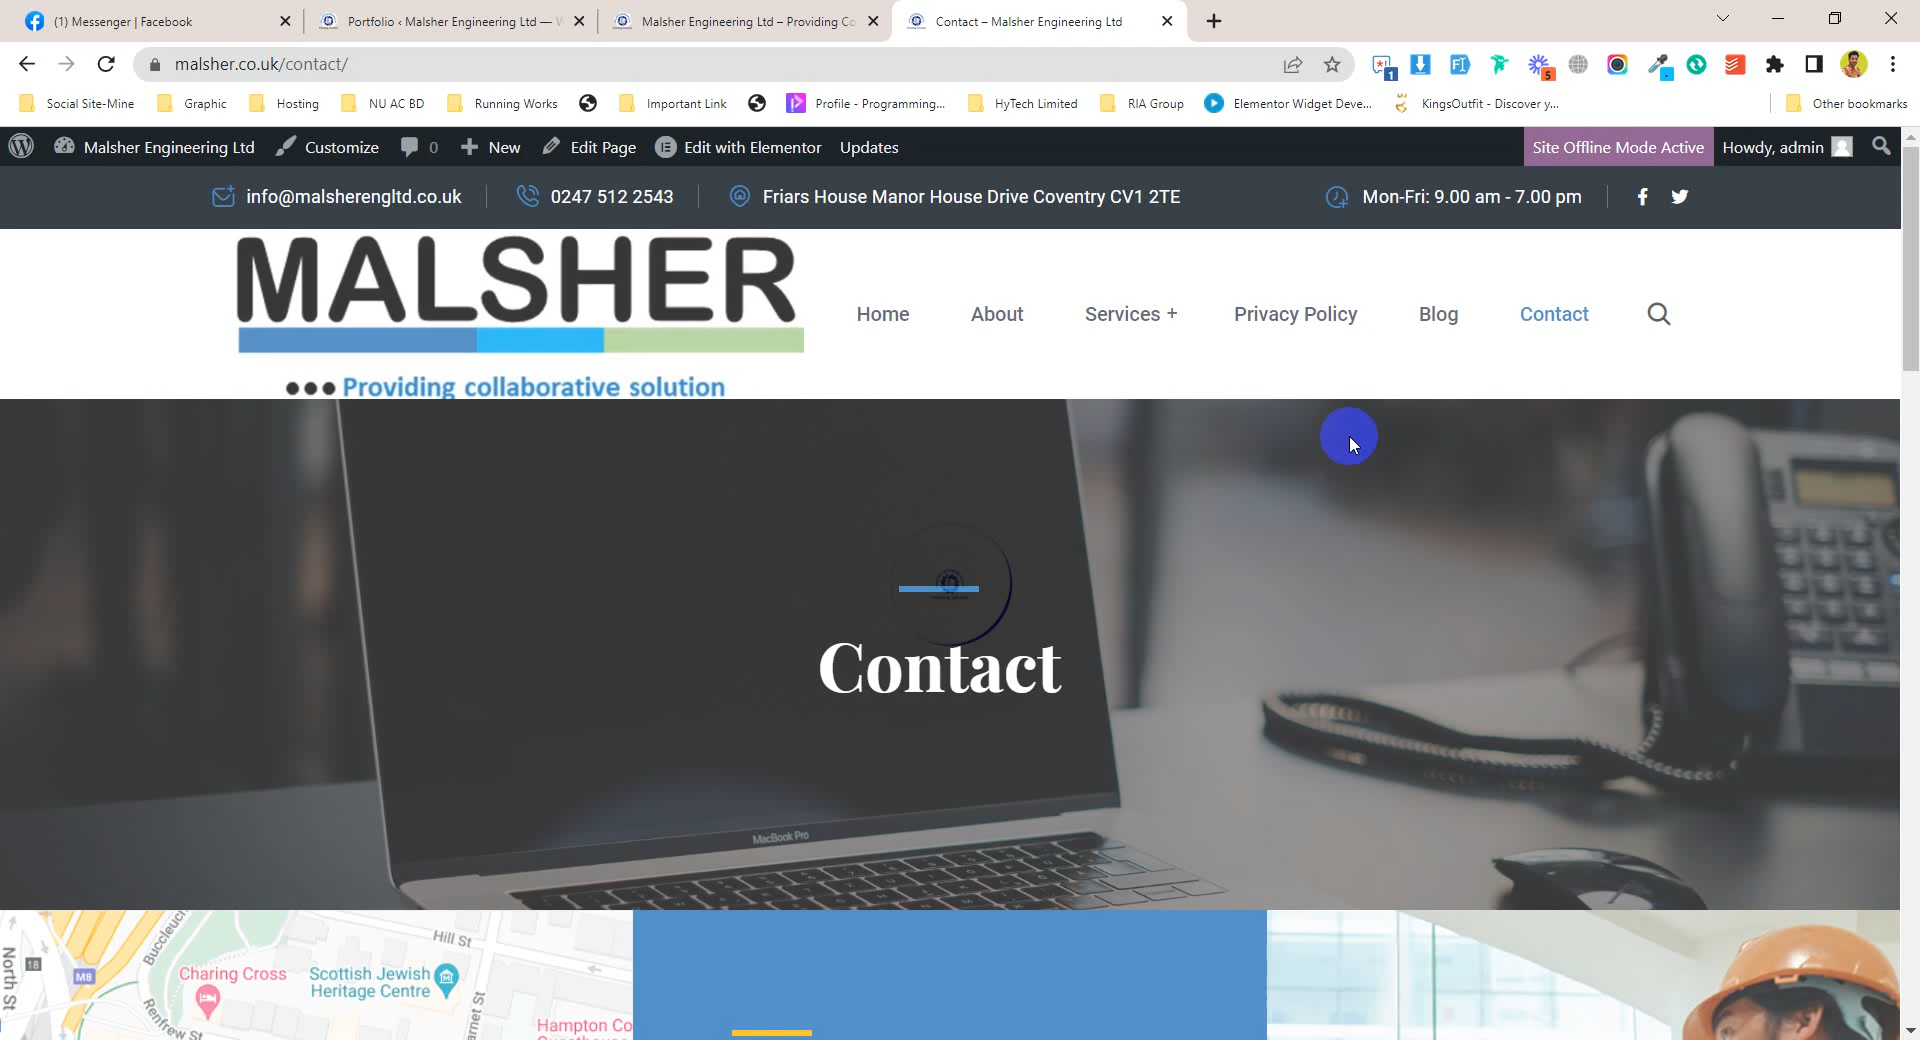 (1) Messenger | Facebook
Portfolio ‹ Malsher Engineering Ltd —
Malsher Engineering Ltd – Providing Co
Contact – Malsher Engineering Ltd
malsher.co.uk/contact/
1
5
Social Site-Mine
Graphic
Hosting
NU AC BD
Running Works
Important Link
Profile - Programming...
HyTech Limited
RIA Group
Elementor Widget Deve...
KingsOutfit - Discover y...
Other bookmarks
Malsher Engineering Ltd
Customize
0
New
Edit Page
Edit with Elementor
Updates
Site Offline Mode Active
Howdy, admin
info@malsherengltd.co.uk
0247 512 2543
Friars House Manor House Drive Coventry CV1 2TE
Mon-Fri: 9.00 am - 7.00 pm
MALSHER
Providing collaborative solution
Home
About
Services +
Privacy Policy
Blog
Contact
Contact
MacBook Pro
North St
18
M8
Buccleuch
Hill St
Charing Cross
Scottish Jewish
Heritage Centre
Renfrew St
Hampton Co